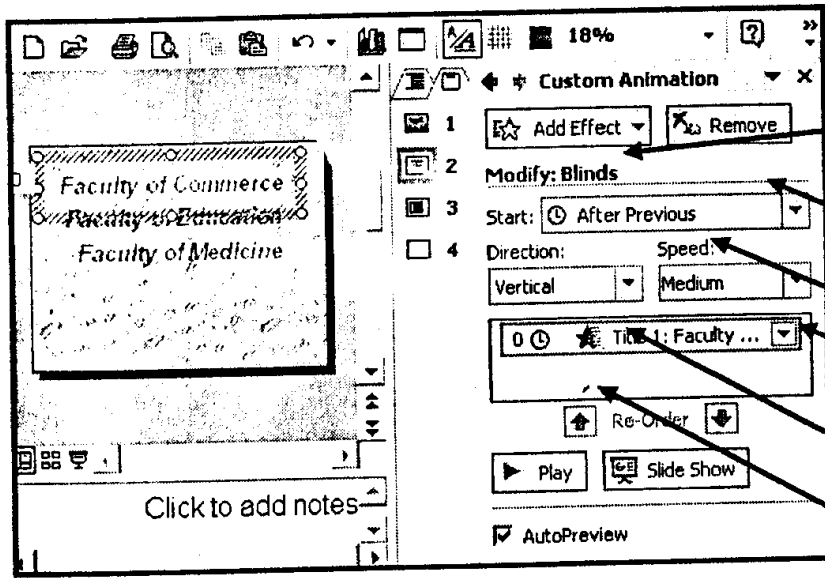 18%
Custom Animation
1
2
3
4
Add Effect
Remove
Modify: Blinds
Start:
After Previous
Direction:
Speed:
Vertical
Medium
0
Title 1: Faculty ...
Re-Order
Play
Slide Show
AutoPreview
Faculty of Commerce
Faculty of Education
Faculty of Medicine
Click to add notes